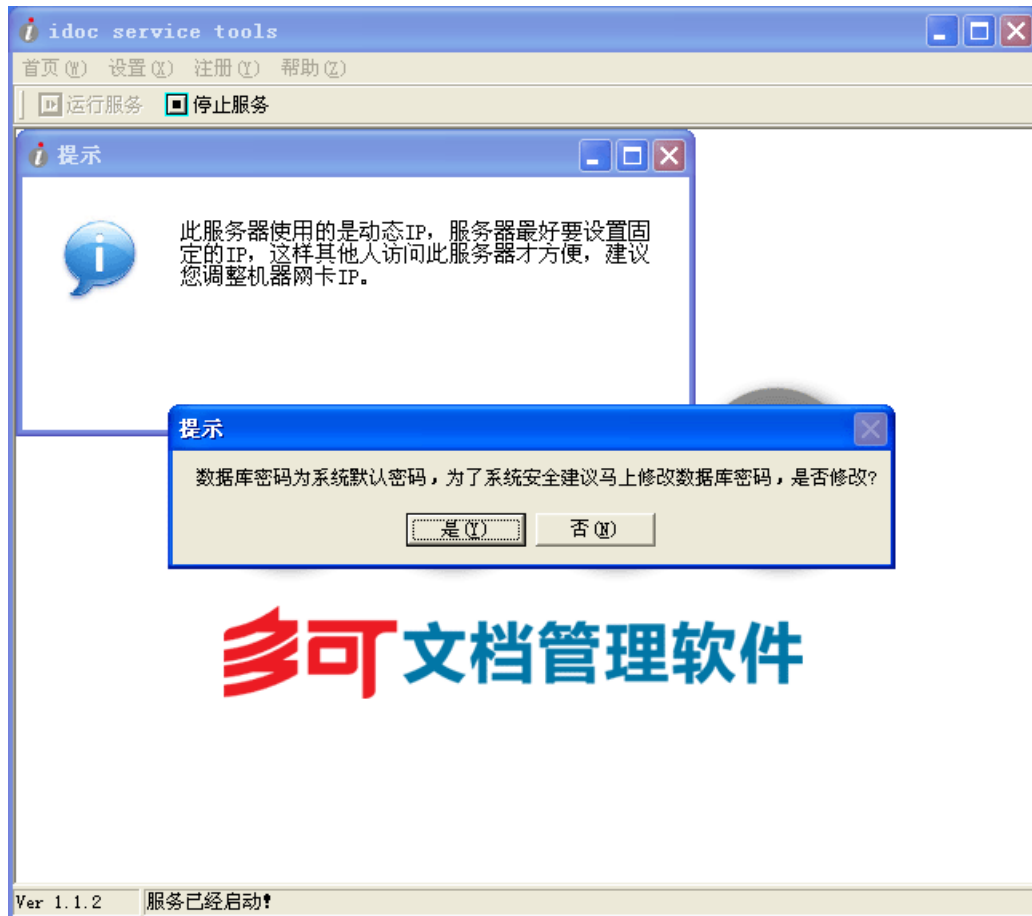 idoc service tools
首页(W) 设置(X) 注册(Y) 帮助(Z)
运行服务 停止服务
提示
此服务器使用的是动态IP，服务器最好要设置固
定的IP，这样其他人访问此服务器才方便，建议
您调整机器网卡IP。
提示
数据库密码为系统默认密码，为了系统安全建议马上修改数据库密码，是否修改?
是(Y) 否(N)
多可文档管理软件
Ver 1.1.2 服务已经启动!